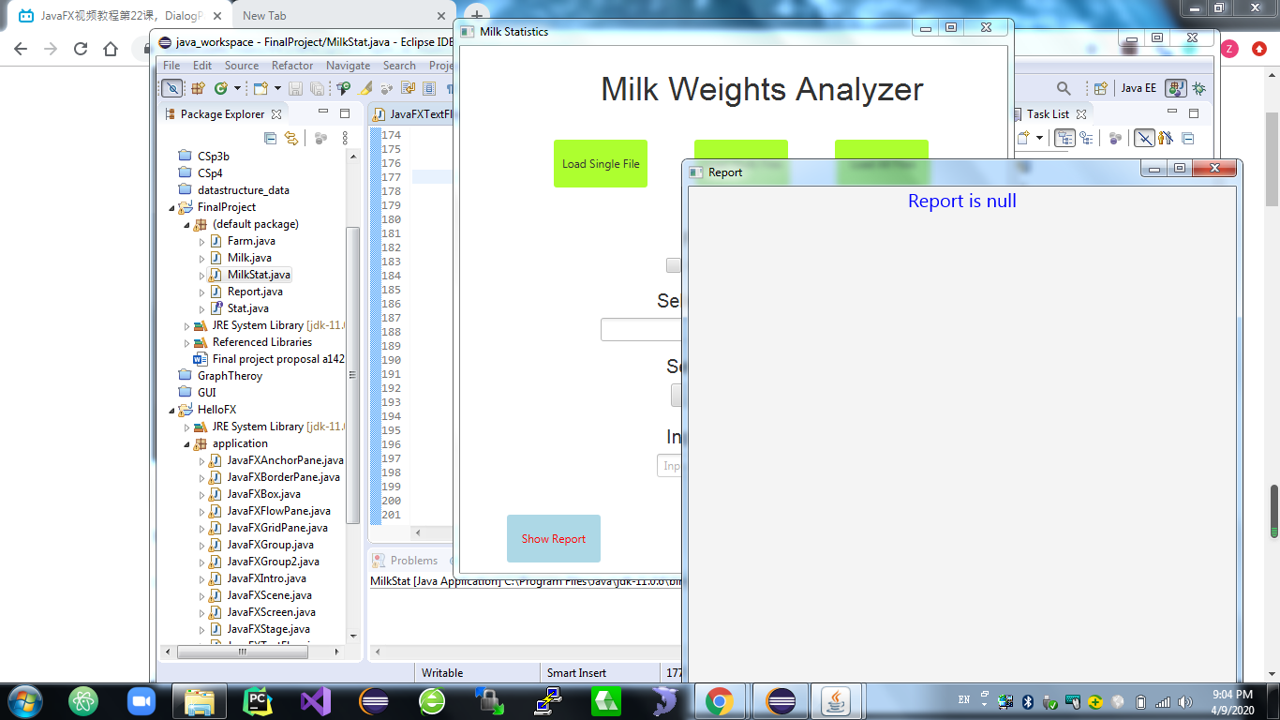 JavaFX视频教程第22课，DialogP
New Tab
java_workspace - FinalProject/MilkStat.java - Eclipse IDE
File Edit Source Refactor Navigate Search Proj
Package Explorer
CSp3b
CSp4
datastructure_data
FinalProject
(default package)
Farm.java
Milk.java
MilkStat.java
Report.java
Stat.java
JRE System Library [jdk-11.0
Referenced Libraries
Final project proposal a142
GraphTheroy
GUI
HelloFX
JRE System Library [jdk-11.0
application
JavaFXAnchorPane.java
JavaFXBorderPane.java
JavaFXBox.java
JavaFXFlowPane.java
JavaFXGridPane.java
JavaFXGroup.java
JavaFXGroup2.java
JavaFXIntro.java
JavaFXScene.java
JavaFXScreen.java
JavaFXStage.java
JavaFXTextFl
174
175
176
177
178
179
180
181
182
183
184
185
186
187
188
189
190
191
192
193
194
195
196
197
198
199
200
201
Problems
MilkStat [Java Application] C:\Program Files\Java\jdk-11.0.6\bin
Writable
Smart Insert
177
Java EE
Task List
Milk Statistics
Milk Weights Analyzer
Load Single File
Sel
Se
In
Inp
Show Report
Report
Report is null
Z
EN
9:04 PM
4/9/2020